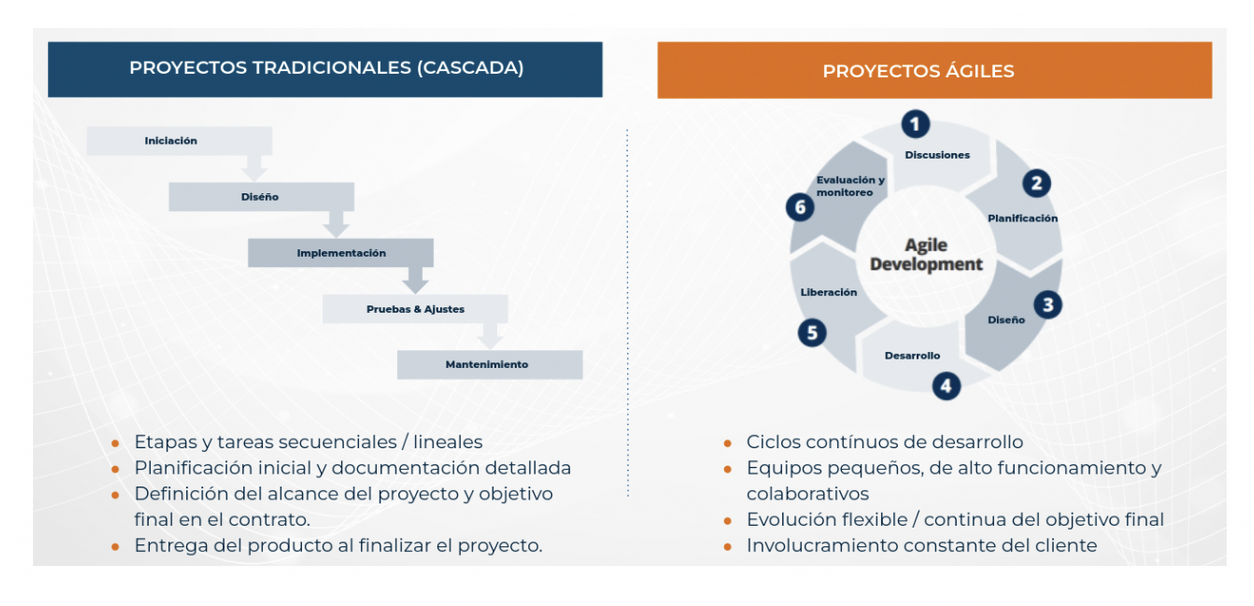 PROYECTOS TRADICIONALES (CASCADA)
Iniciación
Diséño
Implementación
Pruebas & Ajustes
Mantenimiento
Etapas y tareas secuenciales / lineales
Planificación inicial y documentación detallada
Definición del alcance del proyecto y objetivo
final en el contrato.
Entrega del producto al finalizar el proyecto.
PROYECTOS ÁGILES
1
Discusiones
2
Planificación
3
Diseño
4
Desarrollo
5
Liberación
6
Evaluación y
monitoreo
Agile
Development
Ciclos contínuos de desarrollo
Equipos pequeños, de alto funcionamiento y
colaborativos
Evolución flexible / continua del objetivo final
Involucramiento constante del cliente